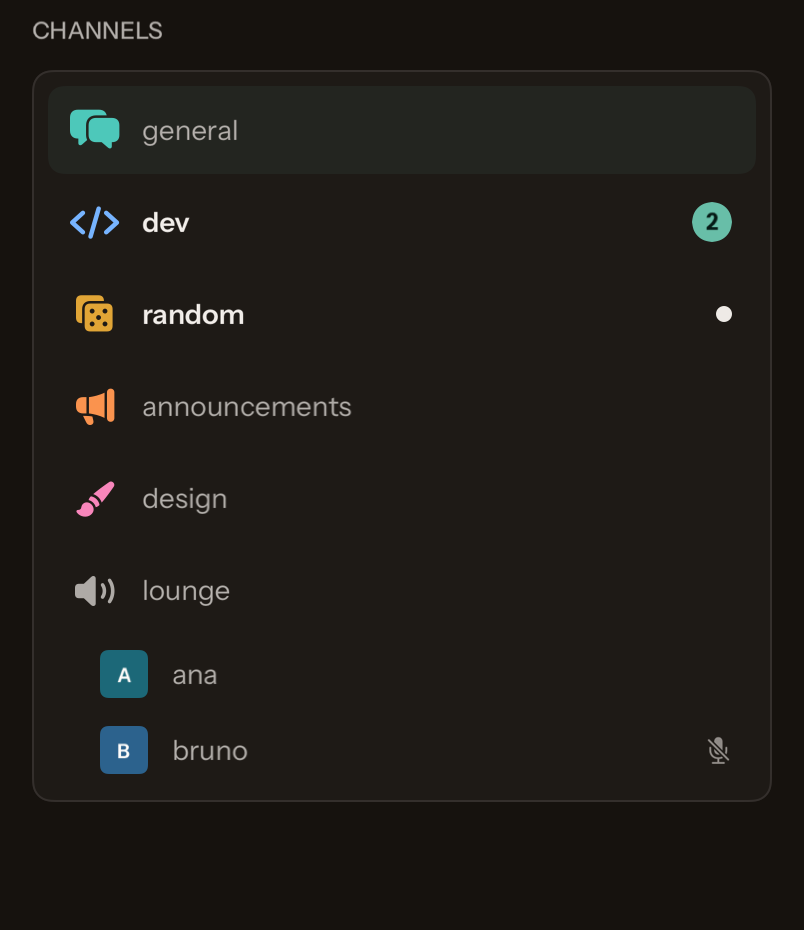 CHANNELS
general
dev 2
random
announcements
design
lounge
A ana
B bruno